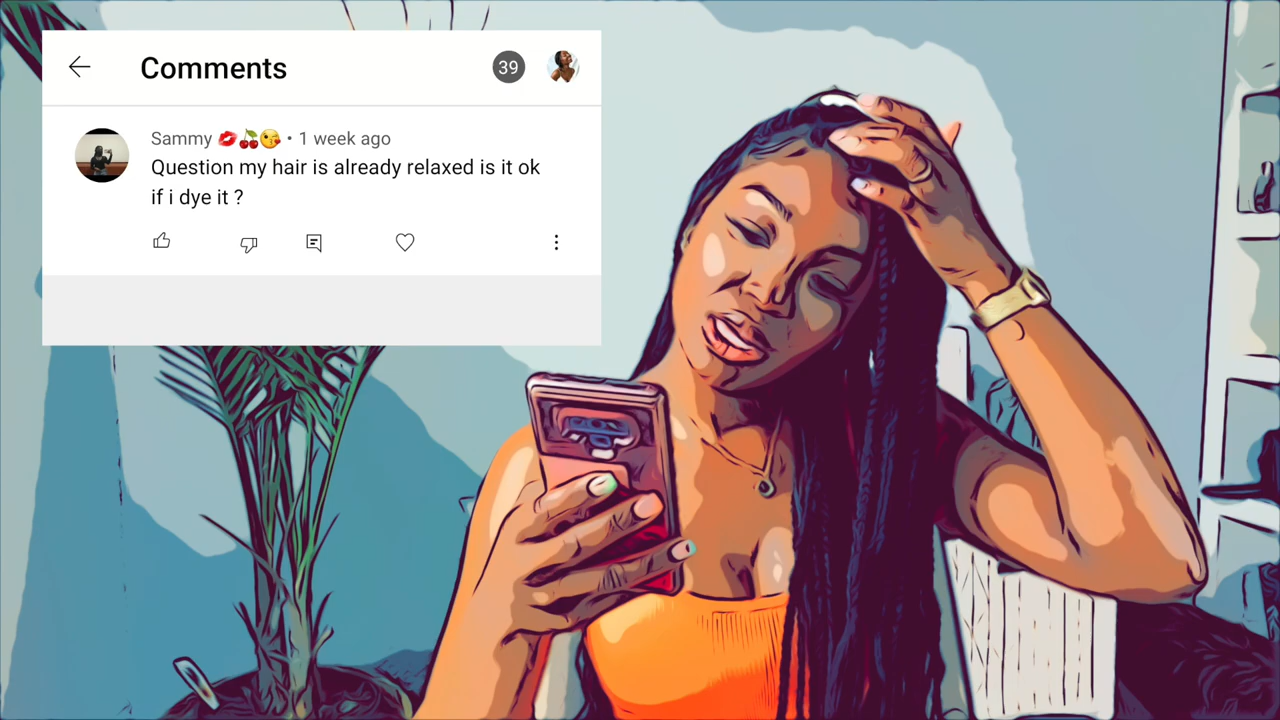 Comments
39
Sammy 💋🍒😘 • 1 week ago
Question my hair is already relaxed is it ok
if i dye it ?